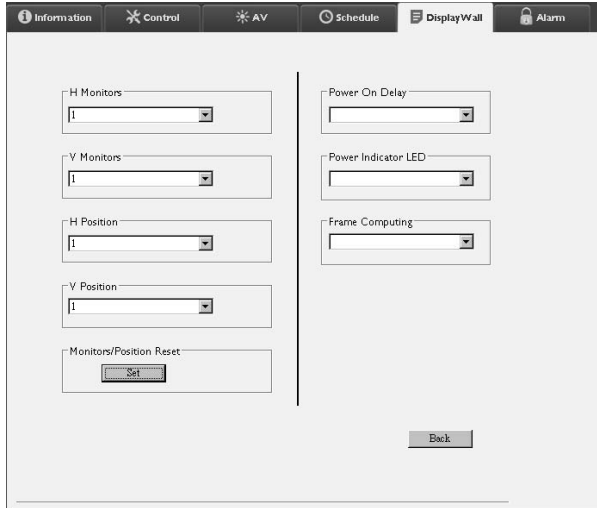 Information Control AV Schedule DisplayWall Alarm
H Monitors
1
V Monitors
1
H Position
1
V Position
1
Monitors/Position Reset
Set
Power On Delay
Power Indicator LED
Frame Computing
Back